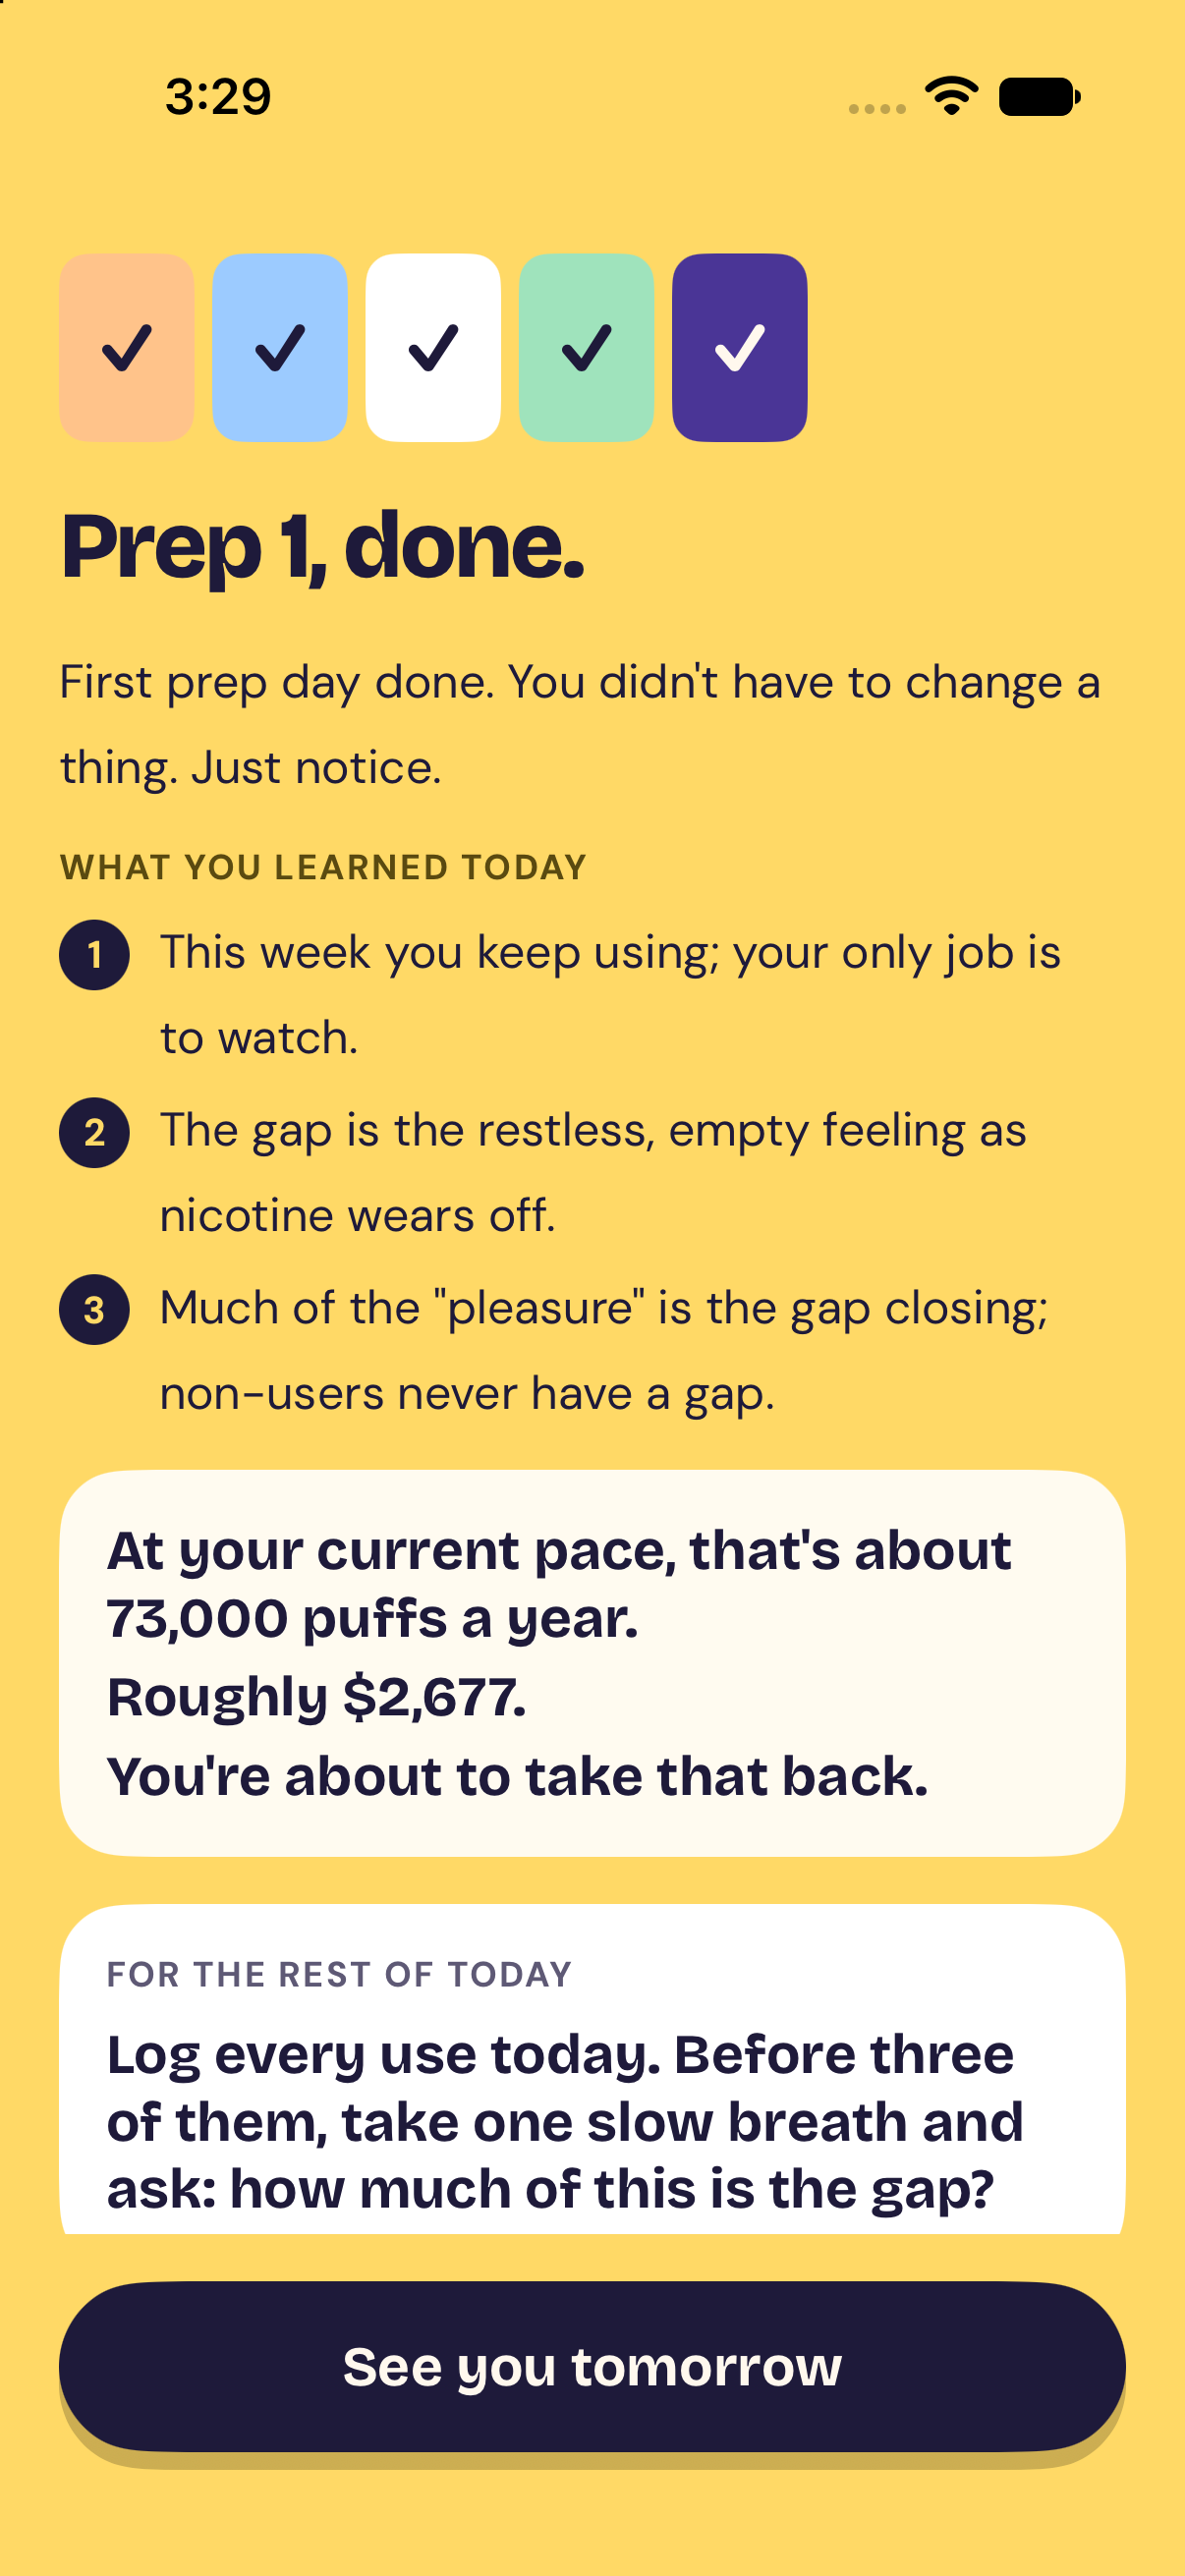 3:29
Prep 1, done.
First prep day done. You didn't have to change a
thing. Just notice.
WHAT YOU LEARNED TODAY
1 This week you keep using; your only job is
to watch.
2 The gap is the restless, empty feeling as
nicotine wears off.
3 Much of the "pleasure" is the gap closing;
non-users never have a gap.
At your current pace, that's about
73,000 puffs a year.
Roughly $2,677.
You're about to take that back.
FOR THE REST OF TODAY
Log every use today. Before three
of them, take one slow breath and
ask: how much of this is the gap?
See you tomorrow